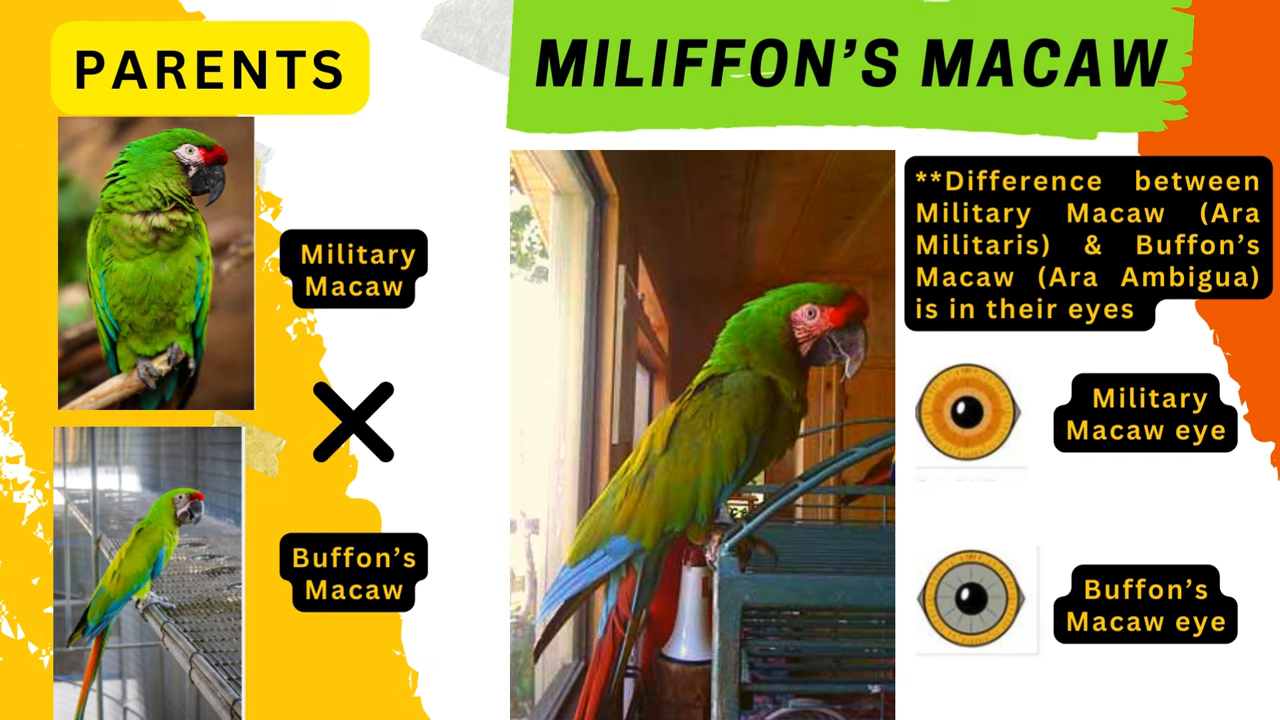 PARENTS
MILIFFON’S MACAW
Military
Macaw
Buffon’s
Macaw
**Difference between
Military Macaw (Ara
Militaris) & Buffon’s
Macaw (Ara Ambigua)
is in their eyes
Military
Macaw eye
Buffon’s
Macaw eye